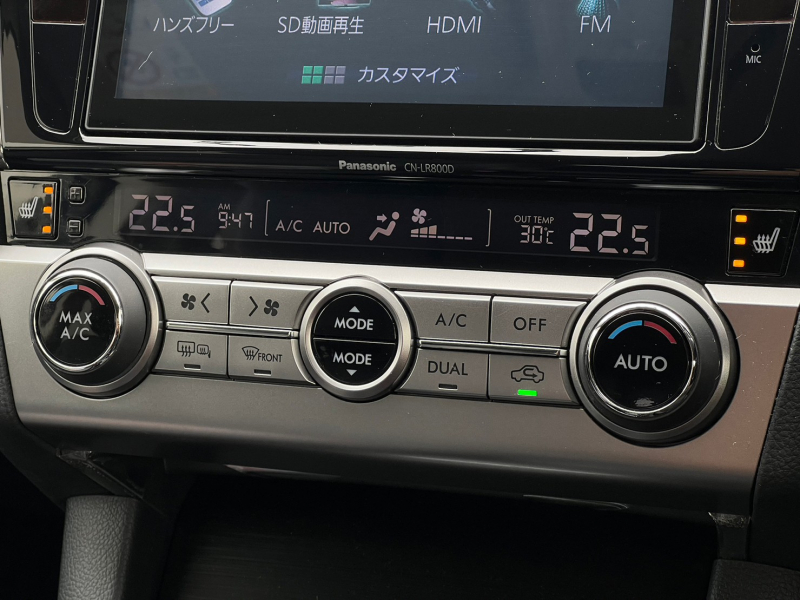 ハンズフリー SD動画再生 HDMI FM
カスタマイズ
MIC
Panasonic CN-LR800D
22.5 AM 9:47 A/C AUTO OUT TEMP 30℃ 22.5
MAX A/C
MODE
MODE
FRONT
A/C OFF
DUAL
AUTO